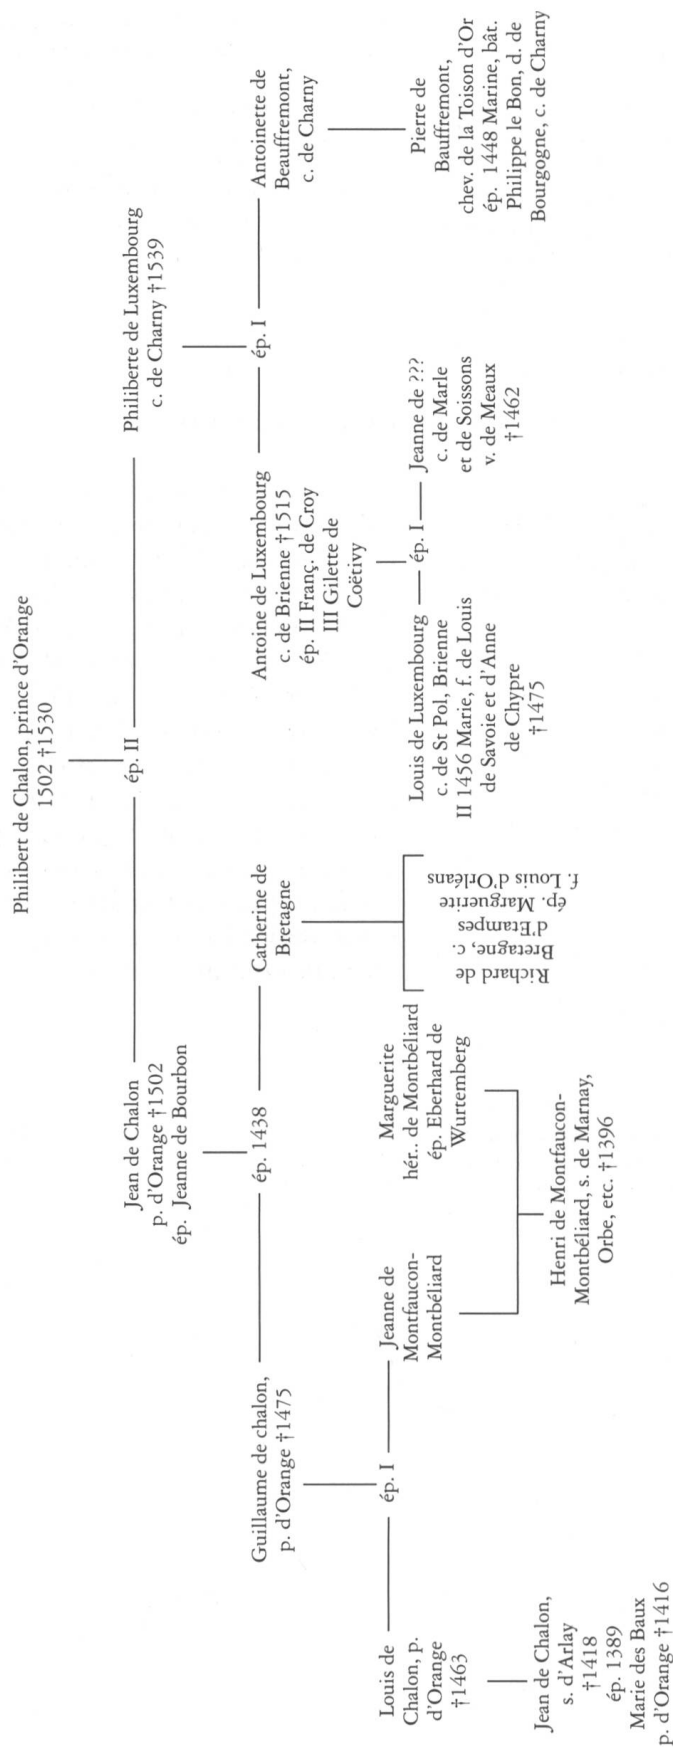 Philibert de Chalon, prince d'Orange
1502 †1530
ép. II
Jean de Chalon
p. d'Orange †1502
ép. Jeanne de Bourbon
Philiberte de Luxembourg
c. de Charny †1539
ép. 1438
ép. I
Guillaume de chalon,
p. d'Orange †1475
Catherine de
Bretagne
Antoine de Luxembourg
c. de Brienne †1515
ép. II Franç. de Croy
III Gilette de
Coëtivy
Antoinette de
Beauffremont,
c. de Charny
ép. I
ép. I
Louis de
Chalon, p.
d'Orange
†1463
Jeanne de
Montfaucon-
Montbéliard
Marguerite
hér.. de Montbéliard
ép. Eberhard de
Wurtemberg
Richard de
Bretagne, c.
d'Etampes
ép. Marguerite
f. Louis d'Orléans
Louis de Luxembourg
c. de St Pol, Brienne
II 1456 Marie, f. de Louis
de Savoie et d'Anne
de Chypre
†1475
Jeanne de ???
c. de Marle
et de Soissons
v. de Meaux
†1462
Pierre de
Bauffremont,
chev. de la Toison d'Or
ép. 1448 Marine, bât.
Philippe le Bon, d. de
Bourgogne, c. de Charny
Jean de Chalon,
s. d'Arlay
†1418
ép. 1389
Marie des Baux
p. d'Orange †1416
Henri de Montfaucon-
Montbéliard, s. de Marnay,
Orbe, etc. †1396